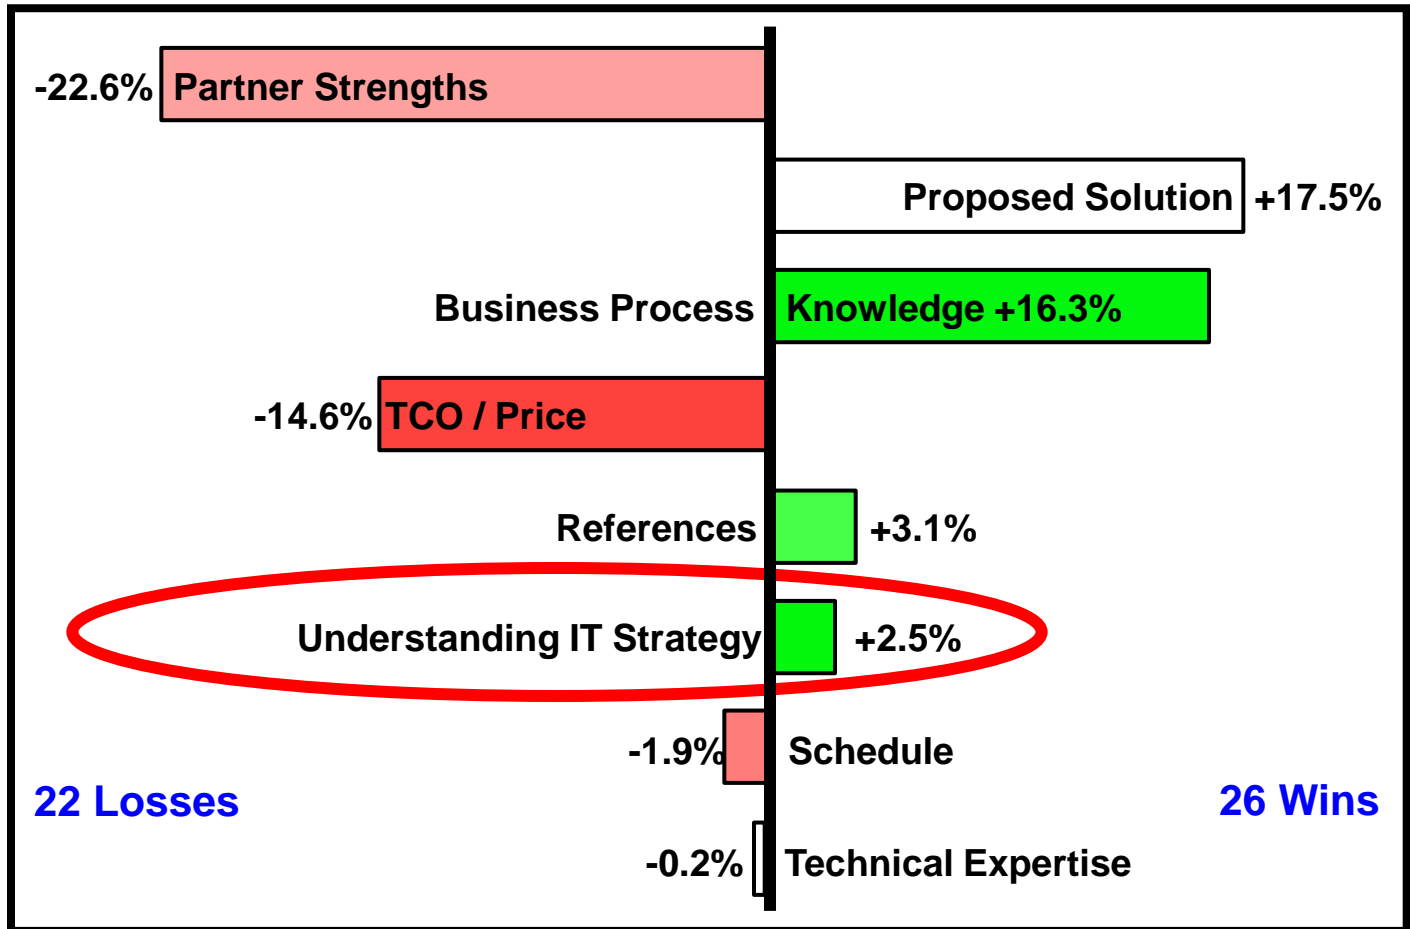 -22.6% Partner Strengths
Proposed Solution +17.5%
Business Process Knowledge +16.3%
-14.6% TCO / Price
References +3.1%
Understanding IT Strategy +2.5%
-1.9% Schedule
22 Losses 26 Wins
-0.2% Technical Expertise